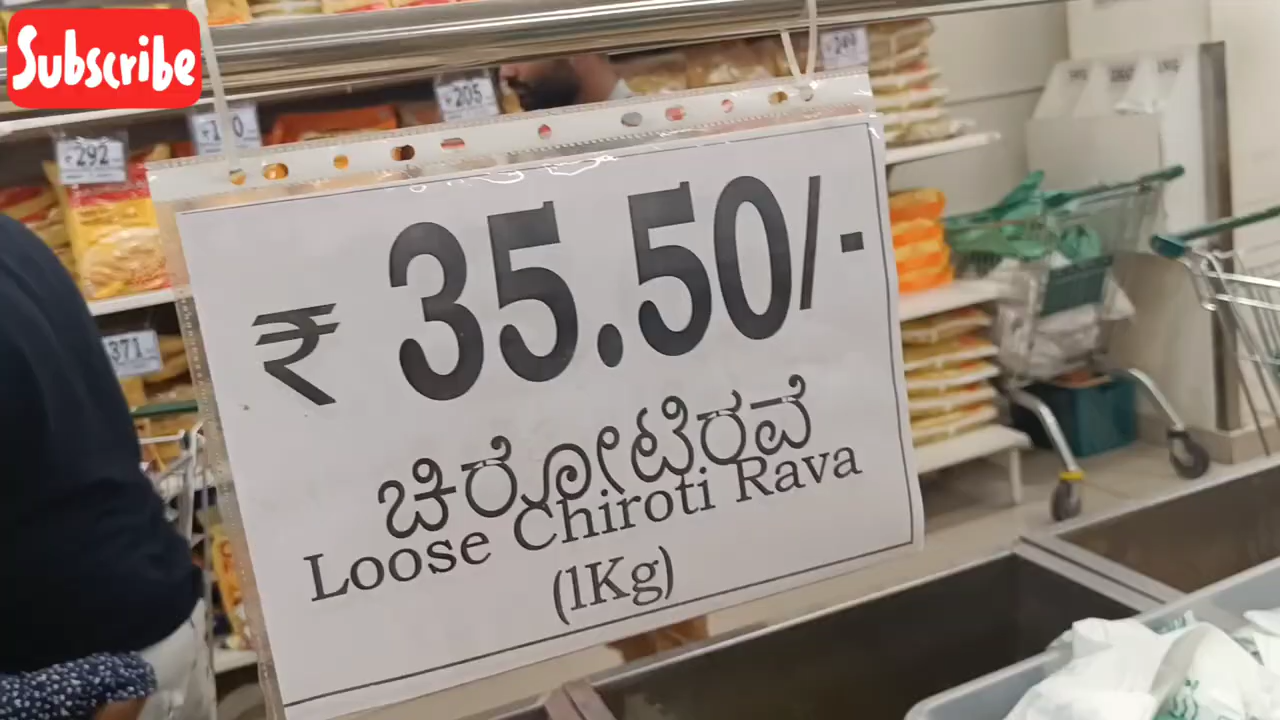 Subscribe
₹205
₹292
371
₹ 35.50/-
ಚಿರೋಟಿರವೆ
Loose Chiroti Rava
(1Kg)